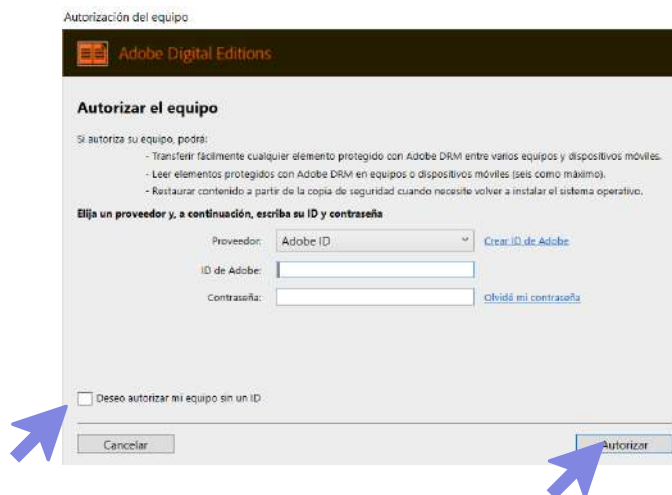 Autorización del equipo
Adobe Digital Editions
Autorizar el equipo
Si autoriza su equipo, podrá:
- Transferir fácilmente cualquier elemento protegido con Adobe DRM entre varios equipos y dispositivos móviles.
- Leer elementos protegidos con Adobe DRM en equipos o dispositivos móviles (seis como máximo).
- Restaurar contenido a partir de la copia de seguridad cuando necesite volver a instalar el sistema operativo.
Elija un proveedor y, a continuación, escriba su ID y contraseña
Proveedor: Adobe ID Crear ID de Adobe
ID de Adobe:
Contraseña: Olvidé mi contraseña
Deseo autorizar mi equipo sin un ID
Cancelar Autorizar